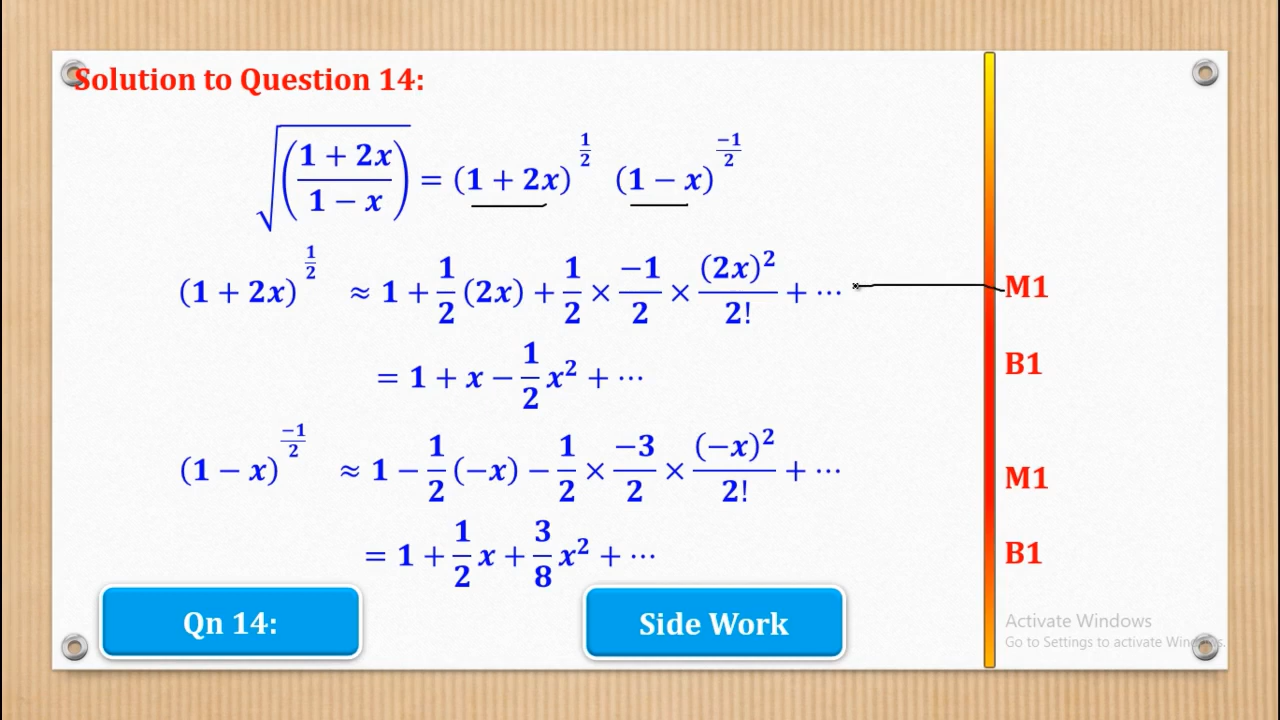 Solution to Question 14:
√((1 + 2x)/(1 − x)) = (1 + 2x)^(1/2) (1 − x)^(−1/2)
(1 + 2x)^(1/2) ≈ 1 + 1/2 (2x) + 1/2 × −1/2 × (2x)²/2! + ⋯ M1
= 1 + x − 1/2 x² + ⋯ B1
(1 − x)^(−1/2) ≈ 1 − 1/2 (−x) − 1/2 × −3/2 × (−x)²/2! + ⋯ M1
= 1 + 1/2 x + 3/8 x² + ⋯ B1
Qn 14:
Side Work
Activate Windows
Go to Settings to activate Windows.